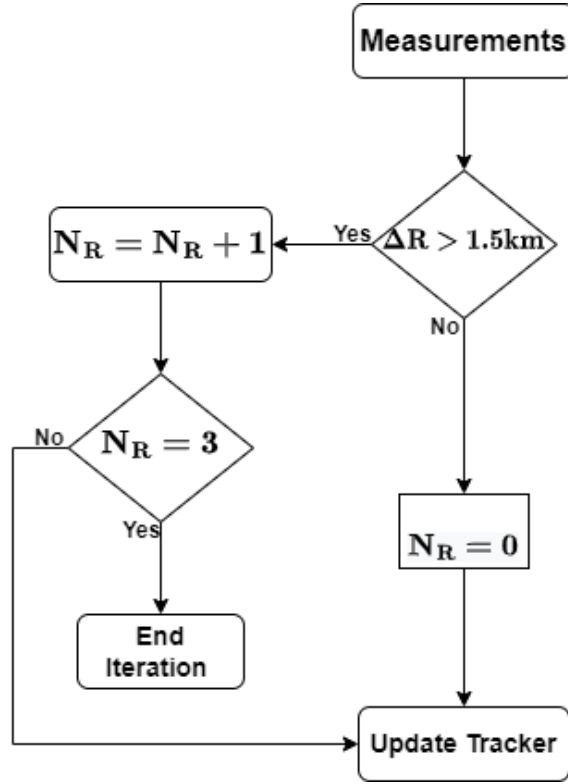 Measurements
ΔR > 1.5km
Yes
No
N_R = N_R + 1
N_R = 3
No
Yes
N_R = 0
End
Iteration
Update Tracker